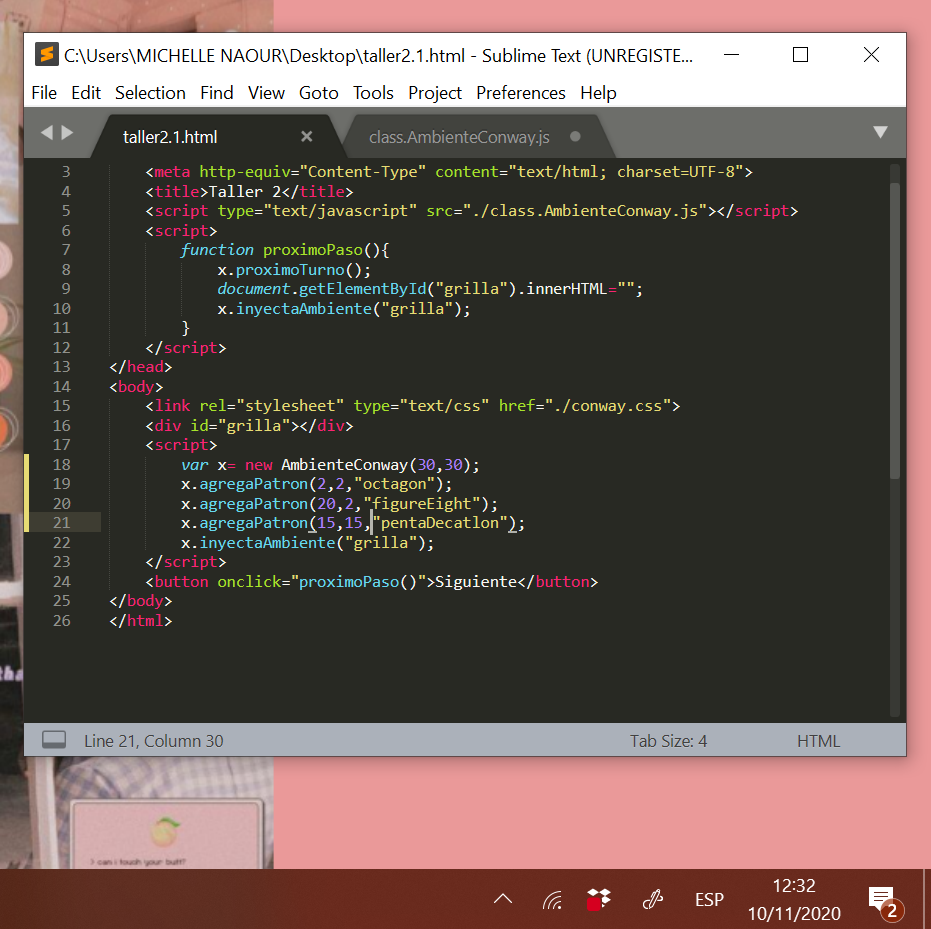 C:\Users\MICHELLE NAOUR\Desktop\taller2.1.html - Sublime Text (UNREGISTE...
File Edit Selection Find View Goto Tools Project Preferences Help
taller2.1.html × class.AmbienteConway.js
3 <meta http-equiv="Content-Type" content="text/html; charset=UTF-8">
4 <title>Taller 2</title>
5 <script type="text/javascript" src="./class.AmbienteConway.js"></script>
6 <script>
7 function proximoPaso(){
8 x.proximoTurno();
9 document.getElementById("grilla").innerHTML="";
10 x.inyectaAmbiente("grilla");
11 }
12 </script>
13 </head>
14 <body>
15 <link rel="stylesheet" type="text/css" href="./conway.css">
16 <div id="grilla"></div>
17 <script>
18 var x= new AmbienteConway(30,30);
19 x.agregaPatron(2,2,"octagon");
20 x.agregaPatron(20,2,"figureEight");
21 x.agregaPatron(15,15,"pentaDecatlon");
22 x.inyectaAmbiente("grilla");
23 </script>
24 <button onclick="proximoPaso()">Siguiente</button>
25 </body>
26 </html>
Line 21, Column 30 Tab Size: 4 HTML
> can i touch your butt?
ESP 12:32
10/11/2020 2